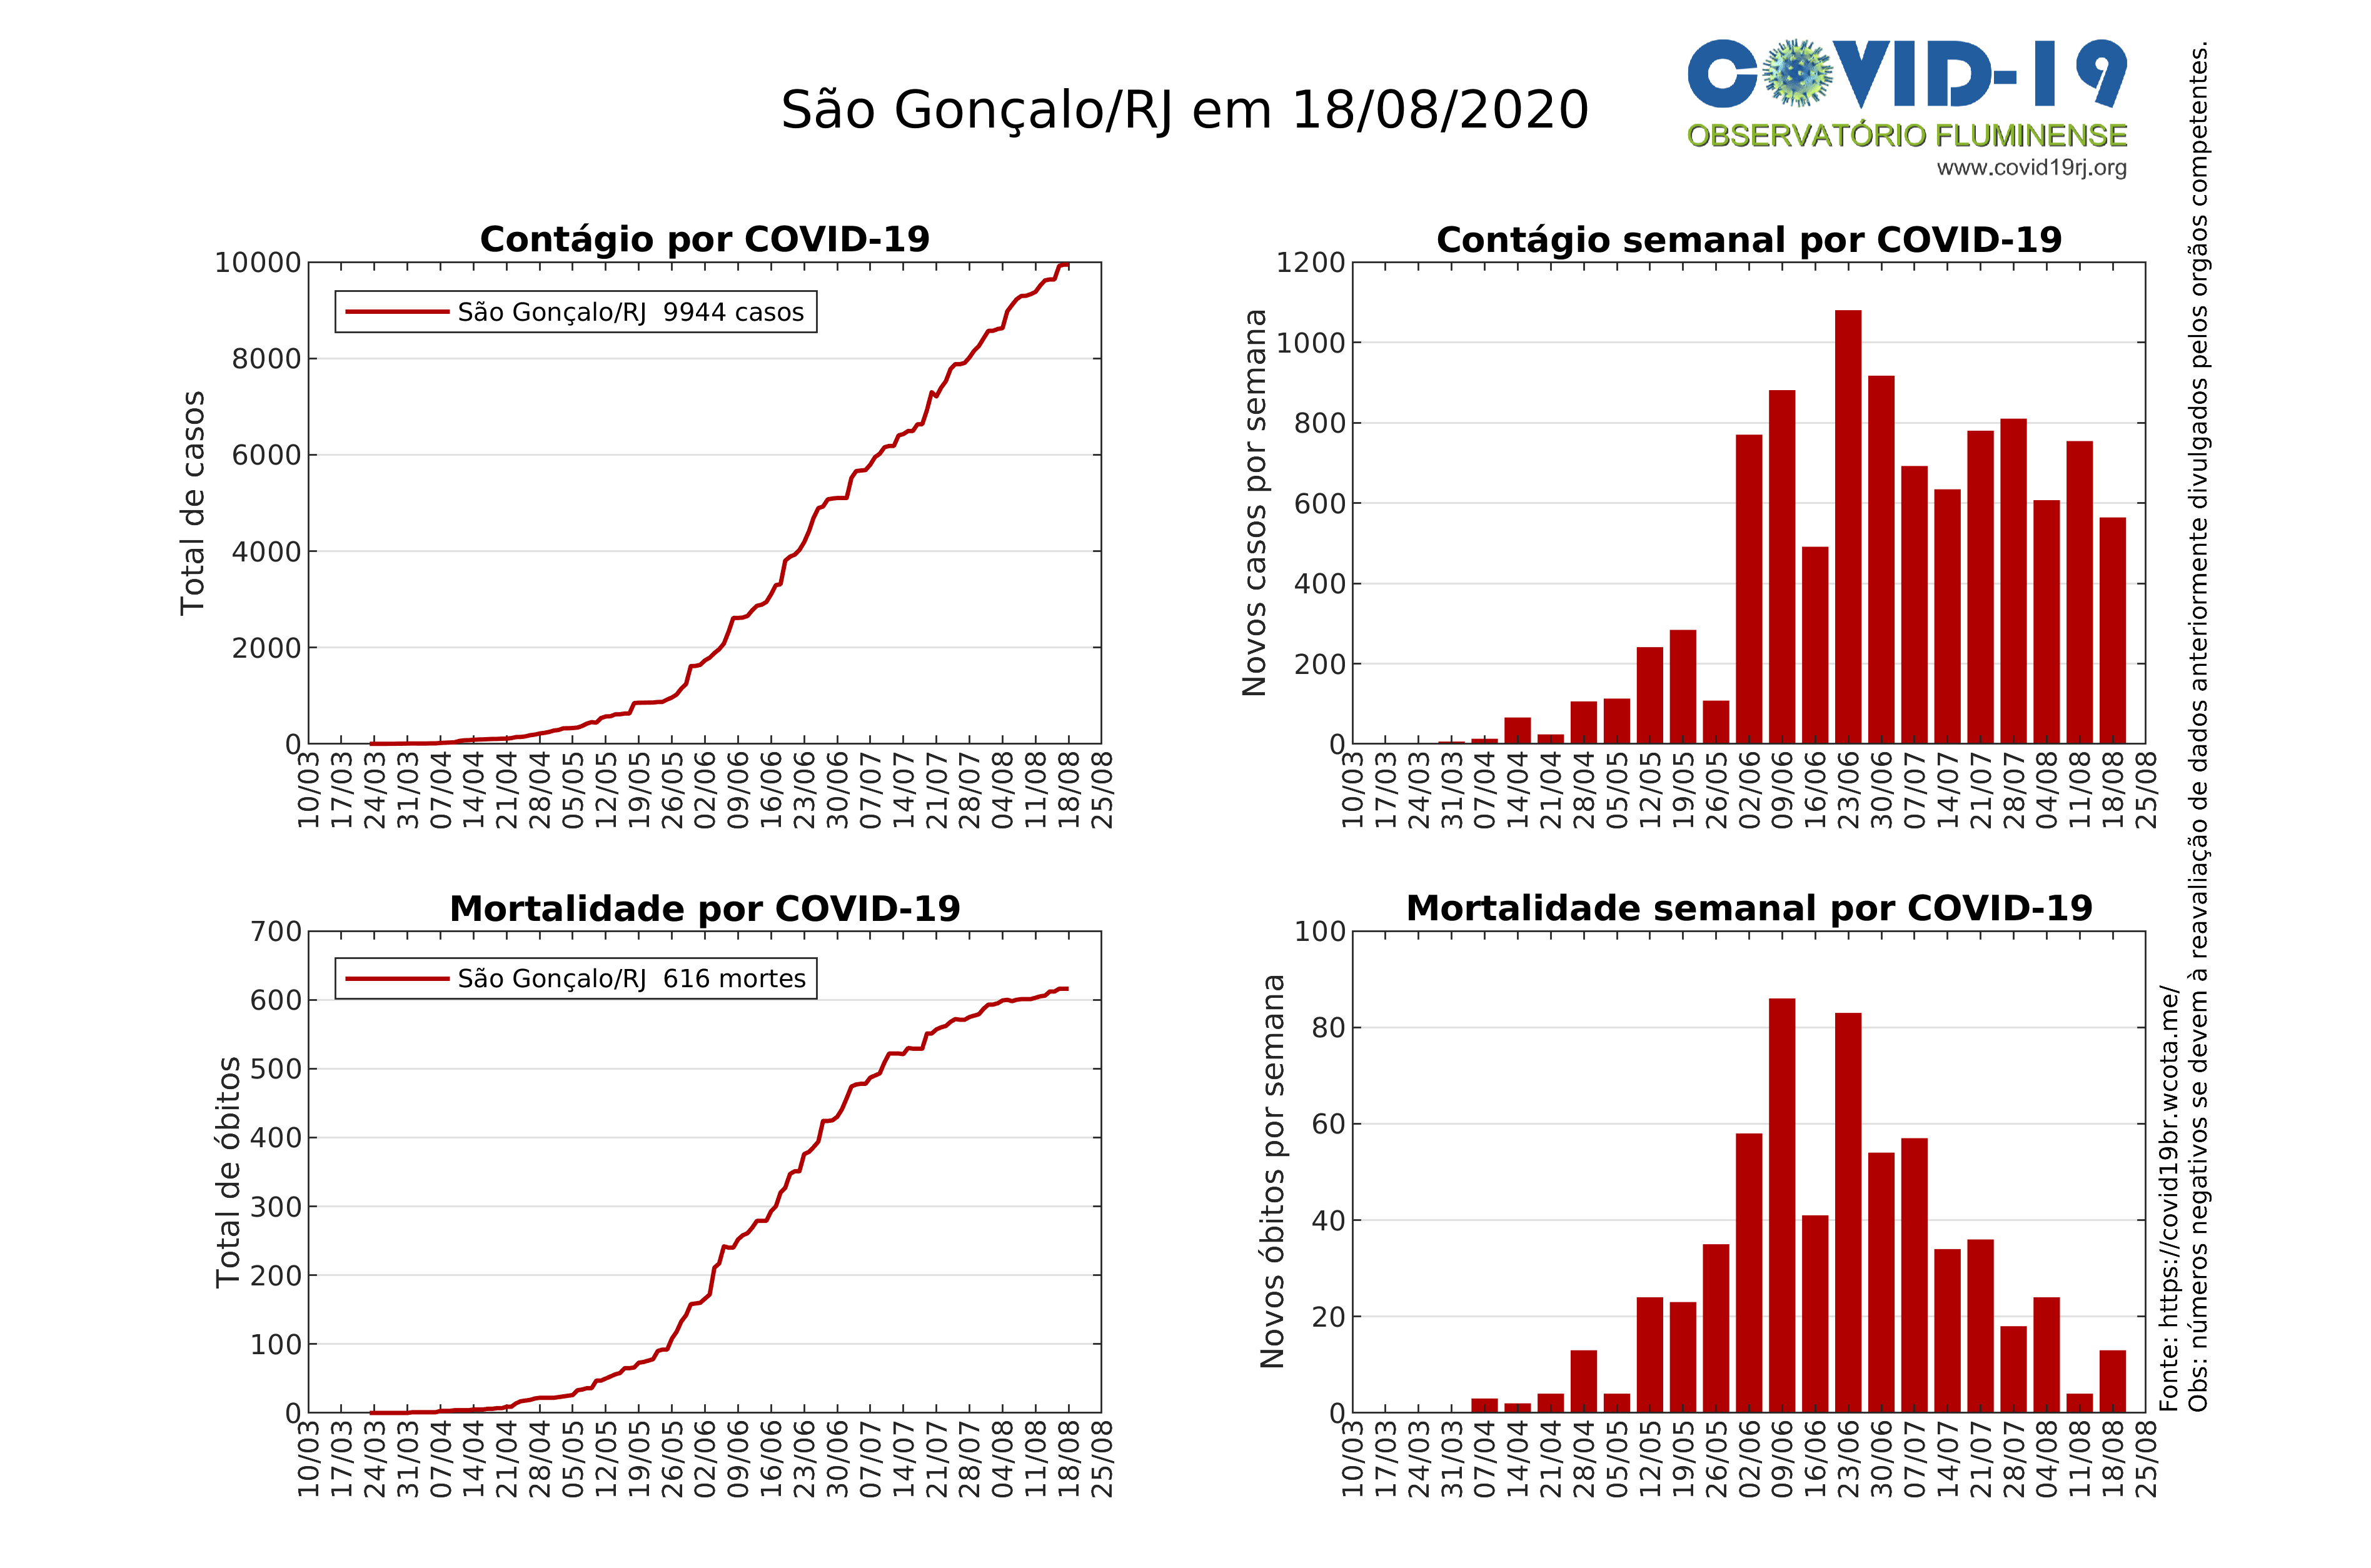 São Gonçalo/RJ em 18/08/2020
COVID-19
OBSERVATÓRIO FLUMINENSE
www.covid19rj.org
Contágio por COVID-19
Total de casos
10000
8000
6000
4000
2000
0
São Gonçalo/RJ 9944 casos
10/03 17/03 24/03 31/03 07/04 14/04 21/04 28/04 05/05 12/05 19/05 26/05 02/06 09/06 16/06 23/06 30/06 07/07 14/07 21/07 28/07 04/08 11/08 18/08 25/08
Contágio semanal por COVID-19
Novos casos por semana
1200
1000
800
600
400
200
0
10/03 17/03 24/03 31/03 07/04 14/04 21/04 28/04 05/05 12/05 19/05 26/05 02/06 09/06 16/06 23/06 30/06 07/07 14/07 21/07 28/07 04/08 11/08 18/08 25/08
Mortalidade por COVID-19
Total de óbitos
700
600
500
400
300
200
100
0
São Gonçalo/RJ 616 mortes
10/03 17/03 24/03 31/03 07/04 14/04 21/04 28/04 05/05 12/05 19/05 26/05 02/06 09/06 16/06 23/06 30/06 07/07 14/07 21/07 28/07 04/08 11/08 18/08 25/08
Mortalidade semanal por COVID-19
Novos óbitos por semana
100
80
60
40
20
0
10/03 17/03 24/03 31/03 07/04 14/04 21/04 28/04 05/05 12/05 19/05 26/05 02/06 09/06 16/06 23/06 30/06 07/07 14/07 21/07 28/07 04/08 11/08 18/08 25/08
Fonte: https://covid19br.wcota.me/
Obs: números negativos se devem à reavaliação de dados anteriormente divulgados pelos orgãos competentes.